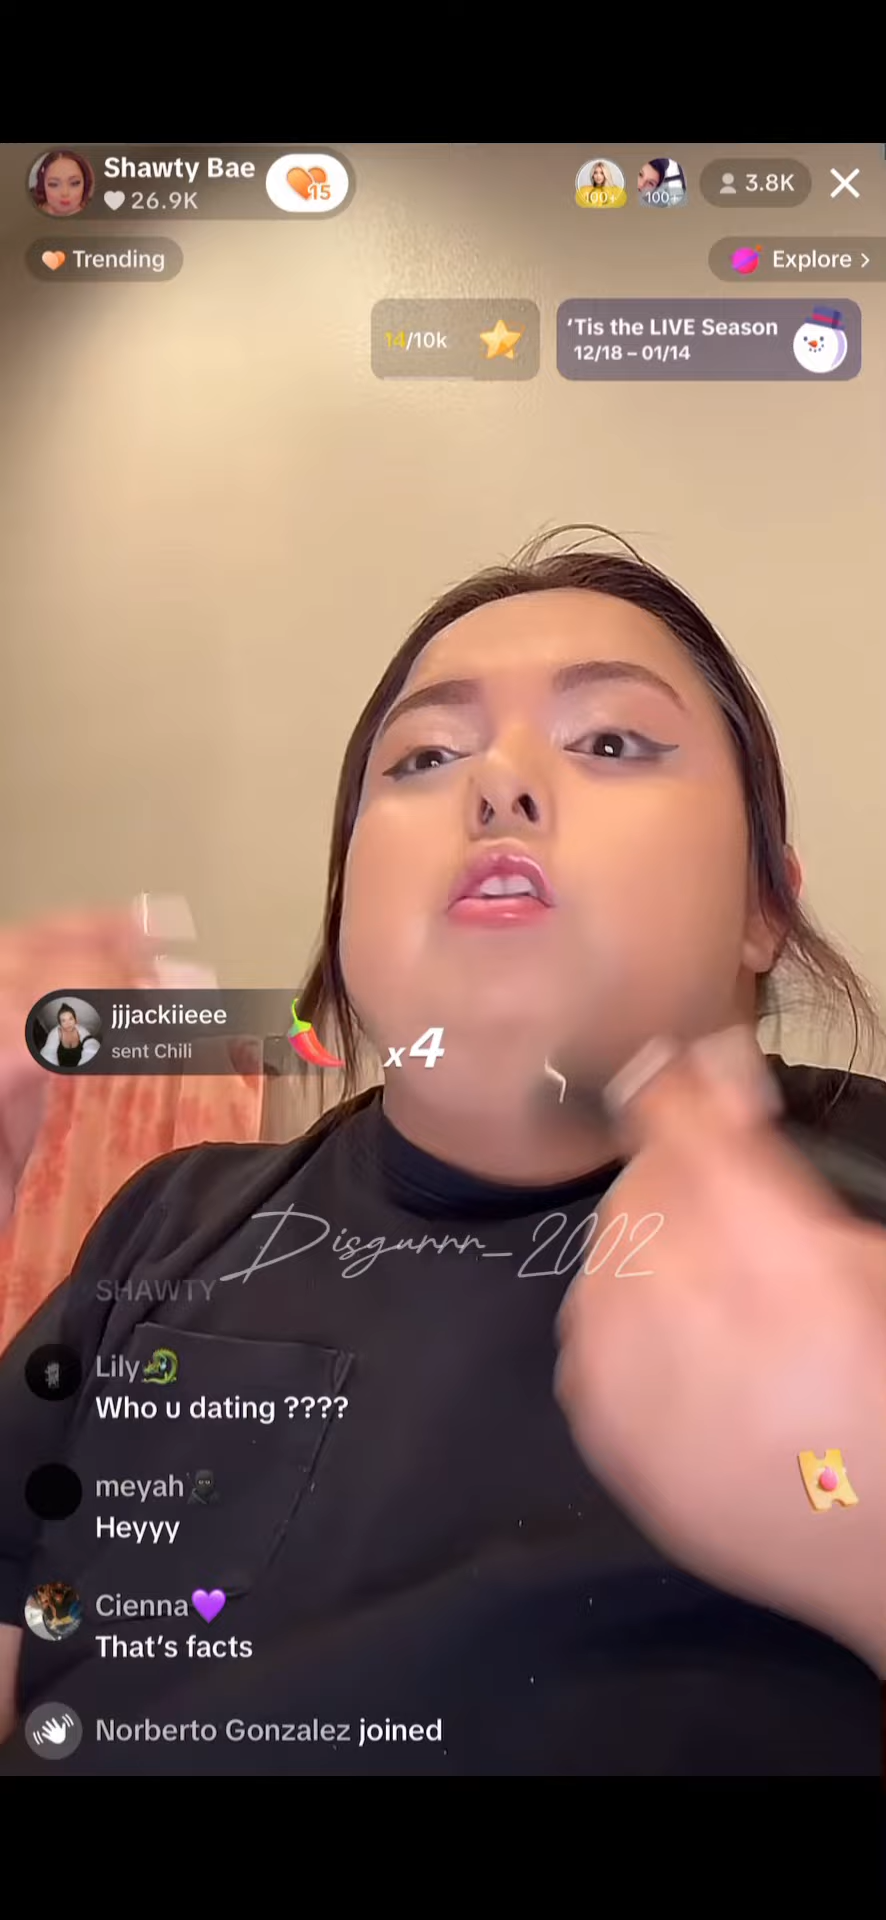 Shawty Bae
26.9K
15
100+
100+
3.8K
Trending
Explore >
14/10k
‘Tis the LIVE Season
12/18 – 01/14
jjjackiieee
sent Chili
x4
Disgurrr_2002
SHAWTY
Lily
Who u dating ????
meyah
Heyyy
Cienna
That’s facts
Norberto Gonzalez joined